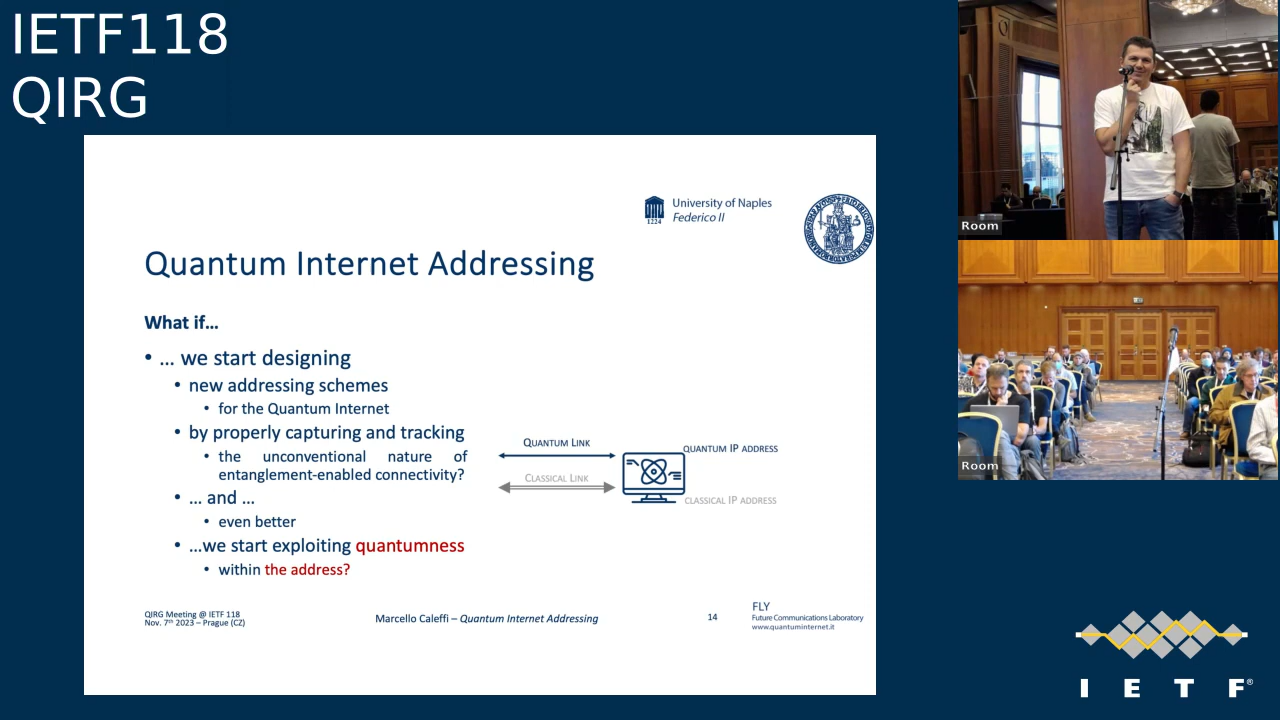 IETF118
QIRG
1224
University of Naples
Federico II
Quantum Internet Addressing
What if…
• … we start designing
• new addressing schemes
• for the Quantum Internet
• by properly capturing and tracking
• the unconventional nature of
entanglement-enabled connectivity?
• … and …
• even better
• …we start exploiting quantumness
• within the address?
QUANTUM LINK
QUANTUM IP ADDRESS
CLASSICAL LINK
CLASSICAL IP ADDRESS
QIRG Meeting @ IETF 118
Nov. 7th 2023 – Prague (CZ)
Marcello Caleffi – Quantum Internet Addressing
14
FLY
Future Communications Laboratory
www.quantuminternet.it
Room
Room
IETF®